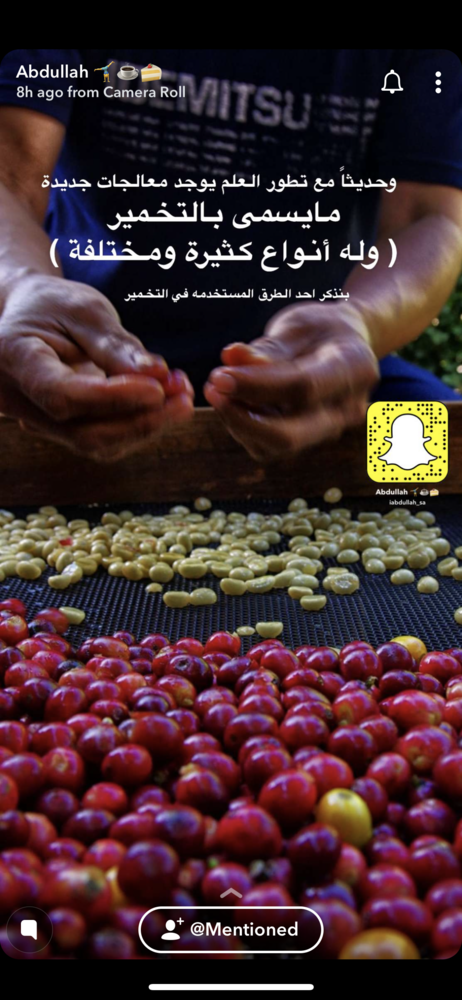 Abdullah 🤸‍♂️☕🍰
8h ago from Camera Roll
EMITSU
وحديثاً مع تطور العلم يوجد معالجات جديدة
مايسمى بالتخمير
( وله أنواع كثيرة ومختلفة )
بنذكر احد الطرق المستخدمه في التخمير
Abdullah 🤸‍♂️☕🍰
iabdullah_sa
@Mentioned